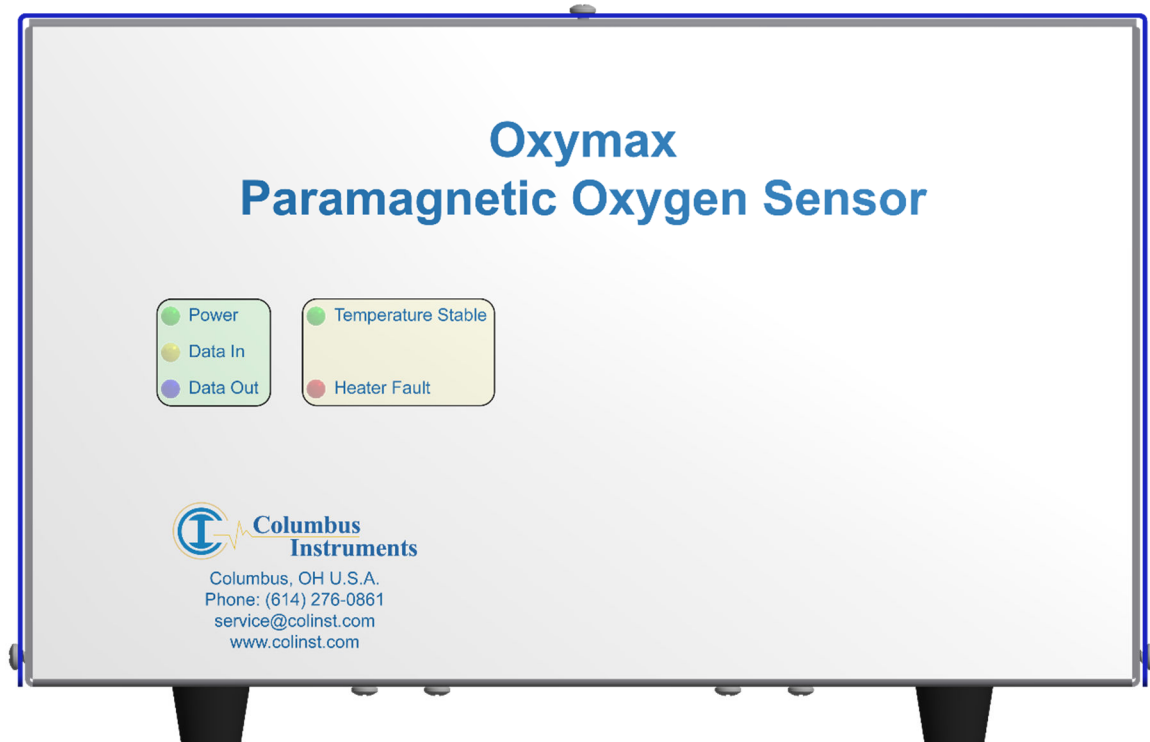 Oxymax
Paramagnetic Oxygen Sensor
Power
Data In
Data Out
Temperature Stable
Heater Fault
Columbus
Instruments
Columbus, OH U.S.A.
Phone: (614) 276-0861
service@colinst.com
www.colinst.com